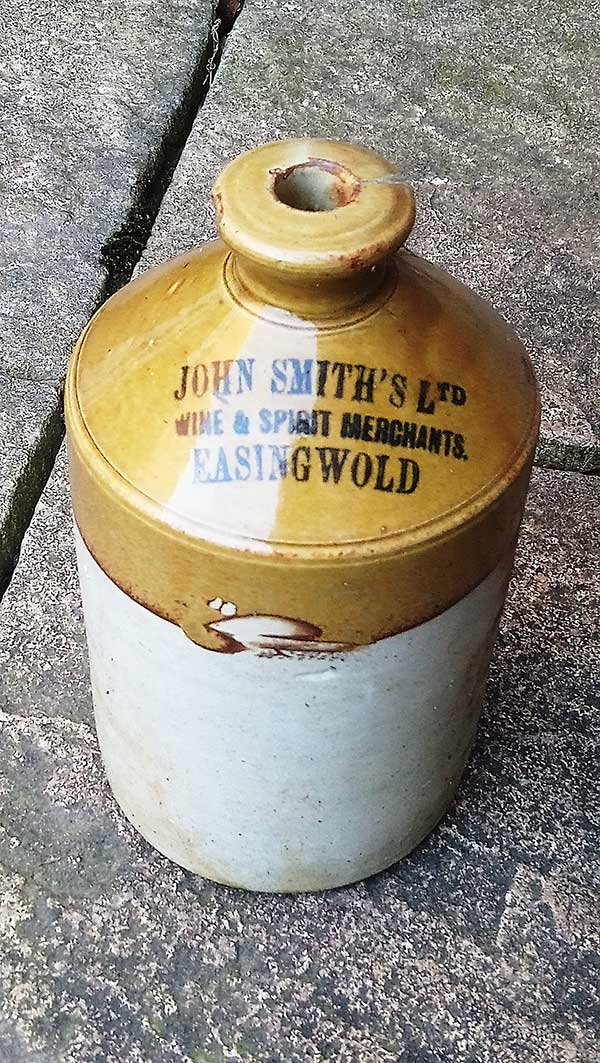 JOHN SMITH'S LTD
WINE & SPIRIT MERCHANTS.
EASINGWOLD